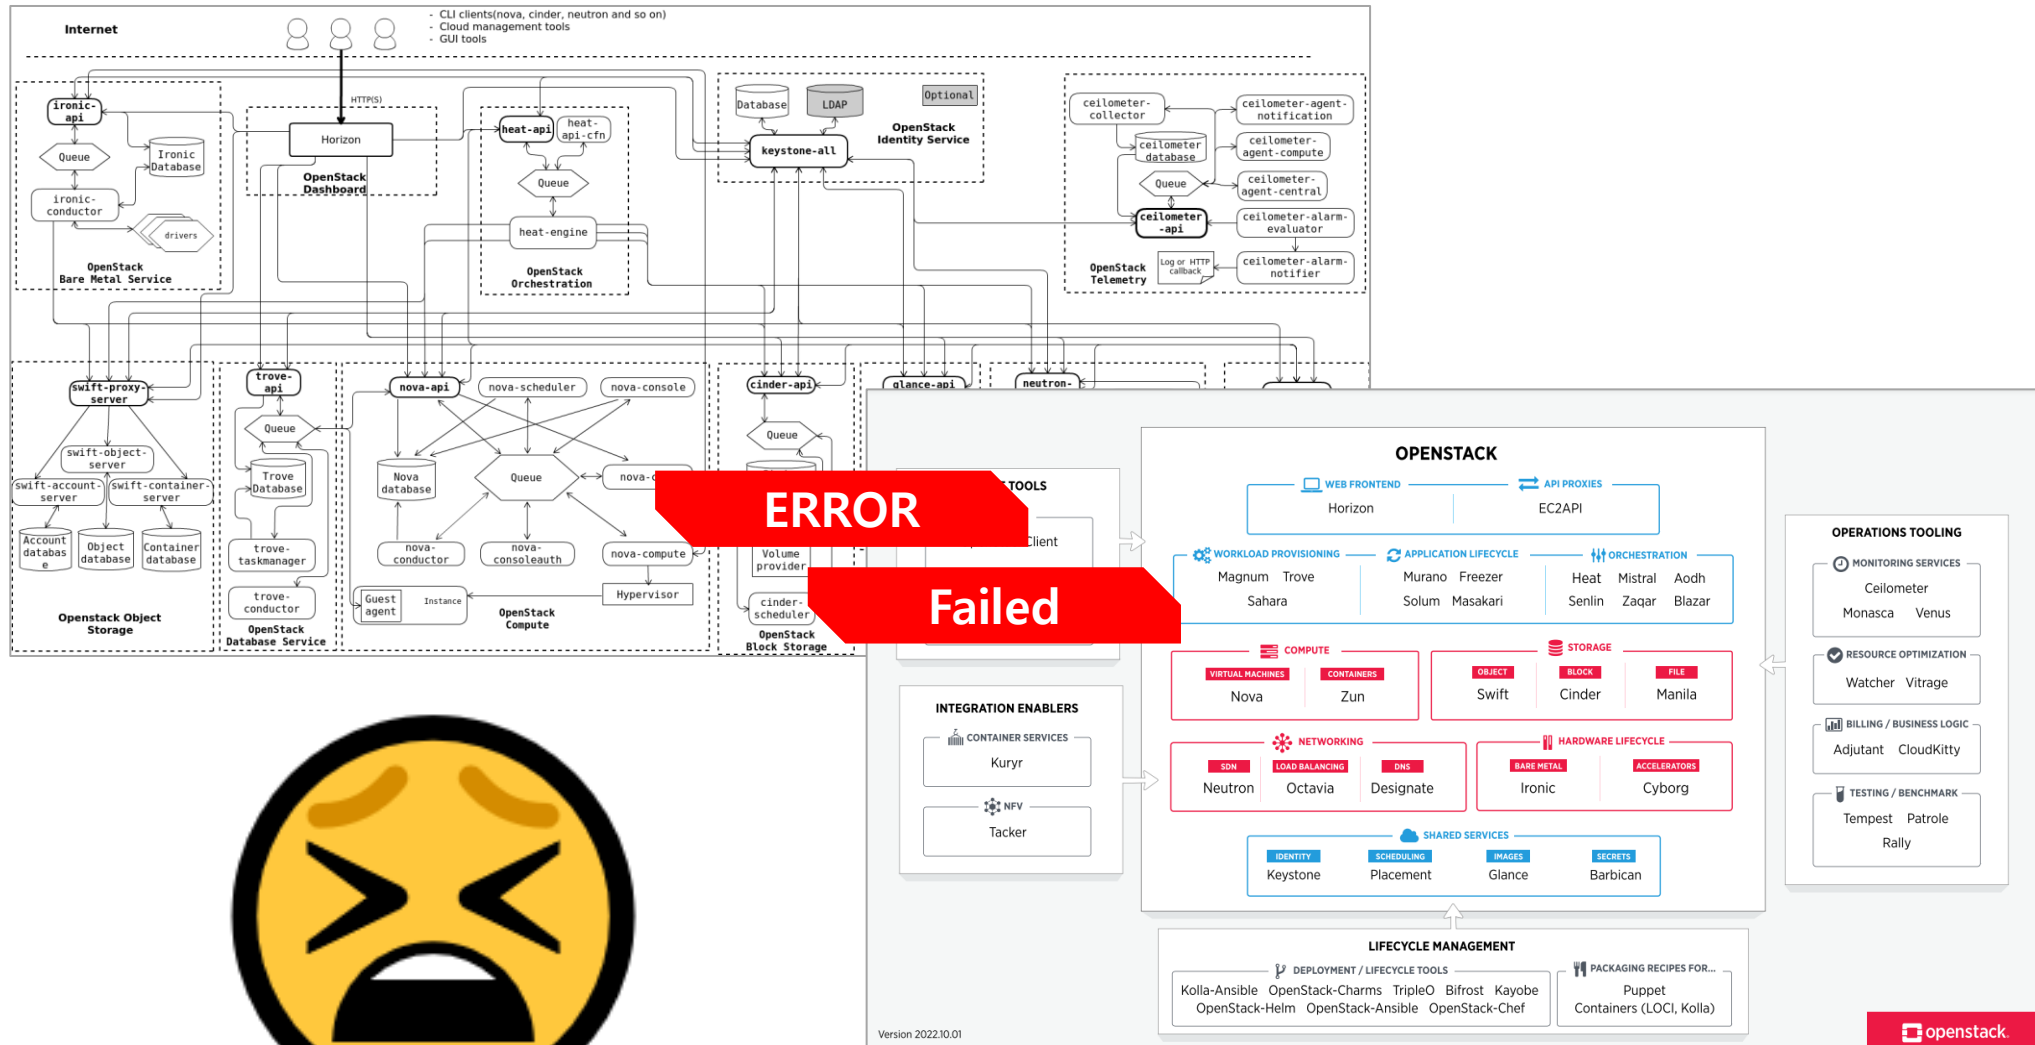 Internet
- CLI clients(nova, cinder, neutron and so on)
- Cloud management tools
- GUI tools
HTTP(S)
ironic-
api
Queue
Ironic
Database
ironic-
conductor
drivers
OpenStack
Bare Metal Service
Horizon
OpenStack
Dashboard
heat-api
heat-
api-cfn
Queue
heat-engine
OpenStack
Orchestration
Database
LDAP
Optional
OpenStack
Identity Service
keystone-all
ceilometer-
collector
ceilometer-agent-
notification
ceilometer
database
ceilometer-
agent-compute
Queue
ceilometer-
agent-central
ceilometer
-api
ceilometer-alarm-
evaluator
Log or HTTP
callback
ceilometer-alarm-
notifier
OpenStack
Telemetry
swift-proxy-
server
swift-object-
server
swift-account-
server
swift-container-
server
Account
databas
e
Object
database
Container
database
Openstack Object
Storage
trove-
api
Queue
Trove
Database
trove-
taskmanager
trove-
conductor
OpenStack
Database Service
nova-api
nova-scheduler
nova-console
Nova
database
Queue
nova-c
nova-
conductor
nova-
consoleauth
nova-compute
Hypervisor
Guest
agent
Instance
OpenStack
Compute
cinder-api
Queue
Volume
provider
cinder-
scheduler
OpenStack
Block Storage
glance-api
neutron-
ERROR
Failed
TOOLS
Client
INTEGRATION ENABLERS
CONTAINER SERVICES
Kuryr
NFV
Tacker
OPENSTACK
WEB FRONTEND
API PROXIES
Horizon
EC2API
WORKLOAD PROVISIONING
APPLICATION LIFECYCLE
ORCHESTRATION
Magnum Trove
Sahara
Murano Freezer
Solum Masakari
Heat Mistral Aodh
Senlin Zaqar Blazar
COMPUTE
VIRTUAL MACHINES
CONTAINERS
Nova
Zun
STORAGE
OBJECT
BLOCK
FILE
Swift
Cinder
Manila
NETWORKING
SDN
LOAD BALANCING
DNS
Neutron
Octavia
Designate
HARDWARE LIFECYCLE
BARE METAL
ACCELERATORS
Ironic
Cyborg
SHARED SERVICES
IDENTITY
SCHEDULING
IMAGES
SECRETS
Keystone
Placement
Glance
Barbican
OPERATIONS TOOLING
MONITORING SERVICES
Ceilometer
Monasca Venus
RESOURCE OPTIMIZATION
Watcher Vitrage
BILLING / BUSINESS LOGIC
Adjutant CloudKitty
TESTING / BENCHMARK
Tempest Patrole
Rally
LIFECYCLE MANAGEMENT
DEPLOYMENT / LIFECYCLE TOOLS
Kolla-Ansible OpenStack-Charms TripleO Bifrost Kayobe
OpenStack-Helm OpenStack-Ansible OpenStack-Chef
PACKAGING RECIPES FOR...
Puppet
Containers (LOCI, Kolla)
Version 2022.10.01
openstack.